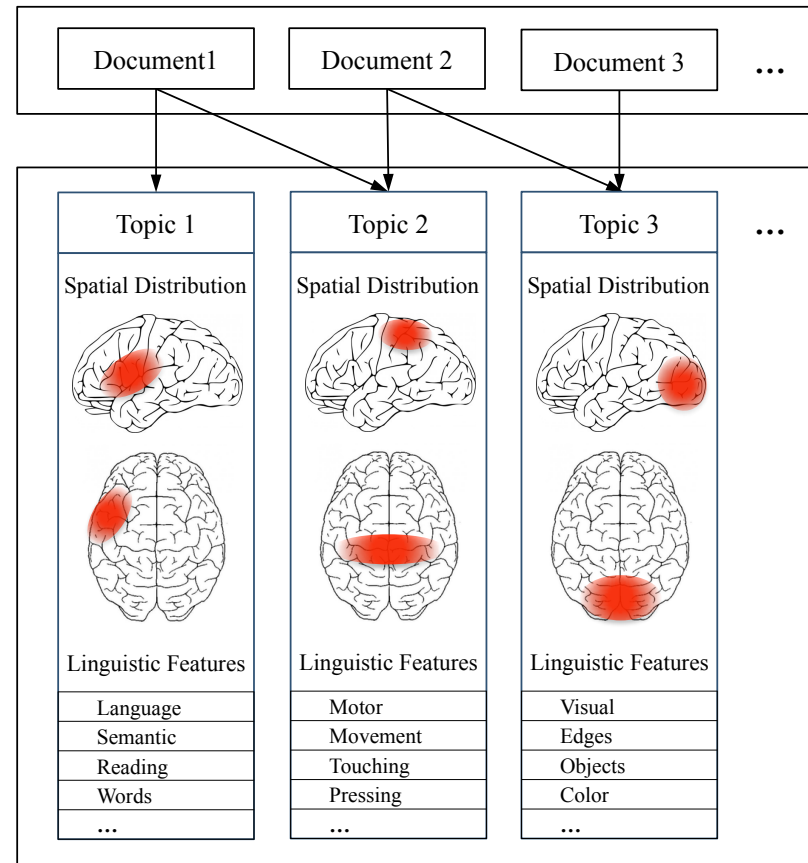 Document1
Document 2
Document 3
...
Topic 1
Topic 2
Topic 3
...
Spatial Distribution
Spatial Distribution
Spatial Distribution
Linguistic Features
Linguistic Features
Linguistic Features
Language
Semantic
Reading
Words
...
Motor
Movement
Touching
Pressing
...
Visual
Edges
Objects
Color
...